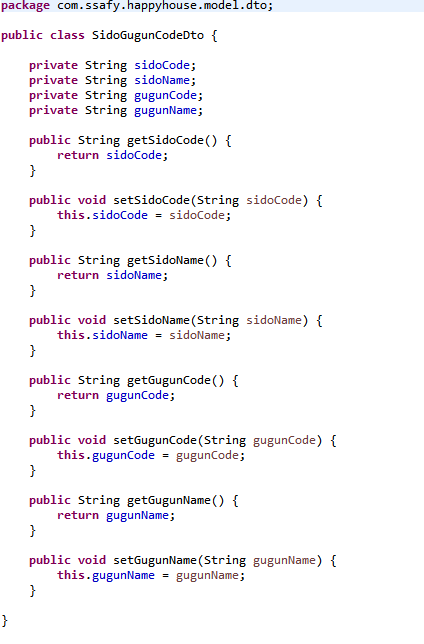 package com.ssafy.happyhouse.model.dto;
public class SidoGugunCodeDto {
private String sidoCode;
private String sidoName;
private String gugunCode;
private String gugunName;
public String getSidoCode() {
return sidoCode;
}
public void setSidoCode(String sidoCode) {
this.sidoCode = sidoCode;
}
public String getSidoName() {
return sidoName;
}
public void setSidoName(String sidoName) {
this.sidoName = sidoName;
}
public String getGugunCode() {
return gugunCode;
}
public void setGugunCode(String gugunCode) {
this.gugunCode = gugunCode;
}
public String getGugunName() {
return gugunName;
}
public void setGugunName(String gugunName) {
this.gugunName = gugunName;
}
}